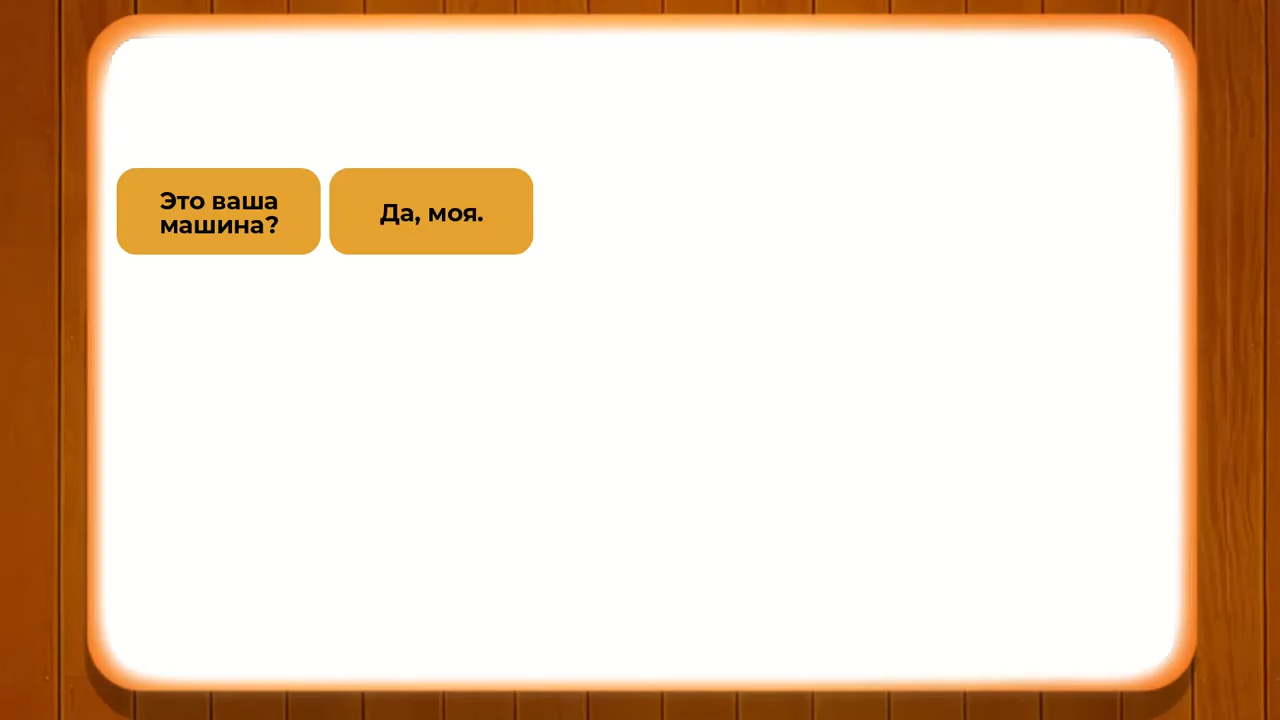 Это ваша
машина?
Да, моя.